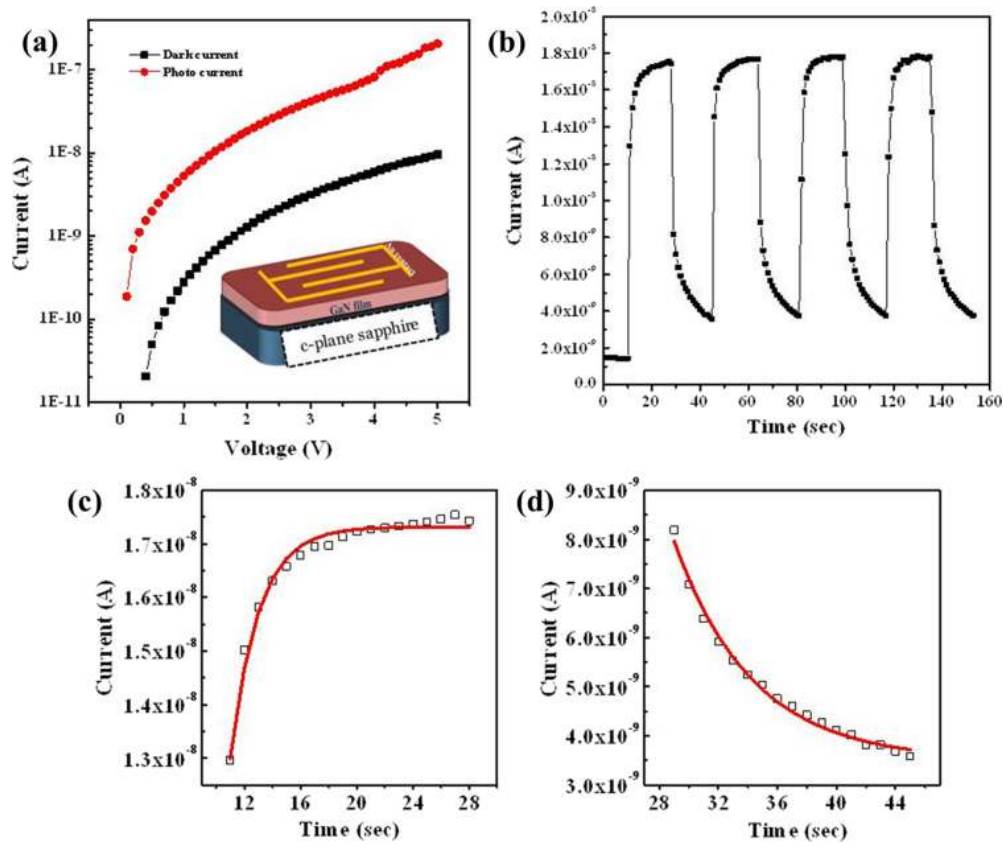 (a)
Dark current
Photo current
1E-7
1E-8
1E-9
1E-10
1E-11
Current (A)
0 1 2 3 4 5
Voltage (V)
GaN film
c-plane sapphire
(b)
2.0x10⁻⁸
1.8x10⁻⁸
1.6x10⁻⁸
1.4x10⁻⁸
1.2x10⁻⁸
1.0x10⁻⁸
8.0x10⁻⁹
6.0x10⁻⁹
4.0x10⁻⁹
2.0x10⁻⁹
0.0
Current (A)
0 20 40 60 80 100 120 140 160
Time (sec)
(c)
1.8x10⁻⁸
1.7x10⁻⁸
1.6x10⁻⁸
1.5x10⁻⁸
1.4x10⁻⁸
1.3x10⁻⁸
Current (A)
12 16 20 24 28
Time (sec)
(d)
9.0x10⁻⁹
8.0x10⁻⁹
7.0x10⁻⁹
6.0x10⁻⁹
5.0x10⁻⁹
4.0x10⁻⁹
3.0x10⁻⁹
Current (A)
28 32 36 40 44
Time (sec)